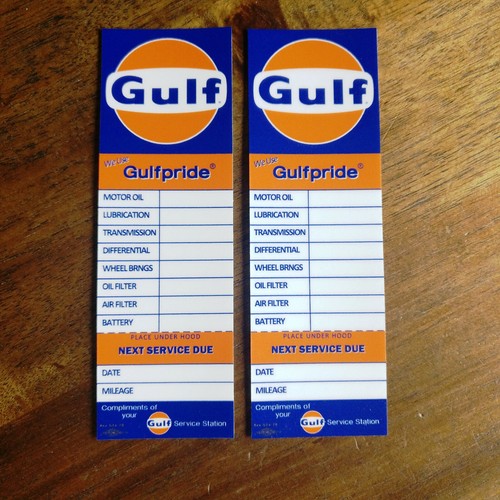 Gulf
We Use
Gulfpride®
MOTOR OIL
LUBRICATION
TRANSMISSION
DIFFERENTIAL
WHEEL BRNGS
OIL FILTER
AIR FILTER
BATTERY
PLACE UNDER HOOD
NEXT SERVICE DUE
DATE
MILEAGE
Compliments of
your
Gulf Service Station
Gulf
We Use
Gulfpride®
MOTOR OIL
LUBRICATION
TRANSMISSION
DIFFERENTIAL
WHEEL BRNGS
OIL FILTER
AIR FILTER
BATTERY
PLACE UNDER HOOD
NEXT SERVICE DUE
DATE
MILEAGE
Compliments of
your
Gulf Service Station